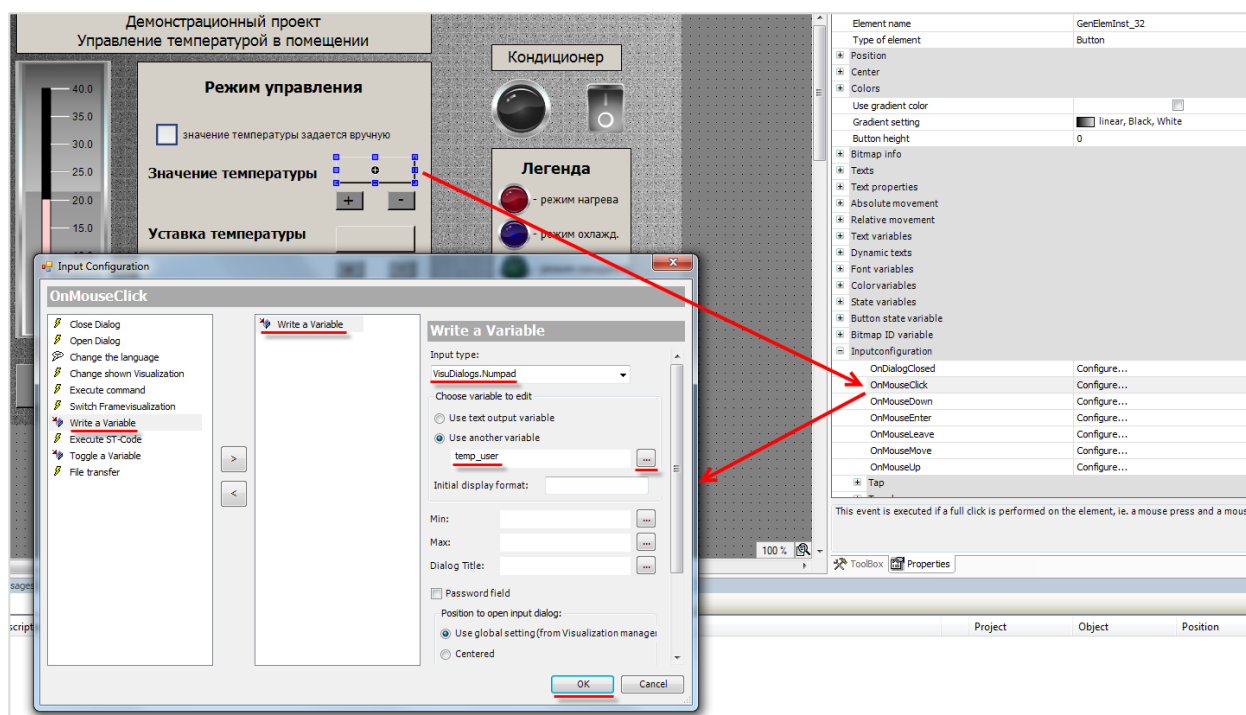 Демонстрационный проект
Управление температурой в помещении
Кондиционер
Режим управления
40.0
35.0
30.0
25.0
20.0
15.0
значение температуры задается вручную
Значение температуры
+
-
Уставка температуры
Легенда
- режим нагрева
- режим охлажд.
Element name GenElemInst_32
Type of element Button
Position
Center
Colors
Use gradient color
Gradient setting linear, Black, White
Button height 0
Bitmap info
Texts
Text properties
Absolute movement
Relative movement
Text variables
Dynamic texts
Font variables
Colorvariables
State variables
Button state variable
Bitmap ID variable
Inputconfiguration
OnDialogClosed Configure...
OnMouseClick Configure...
OnMouseDown Configure...
OnMouseEnter Configure...
OnMouseLeave Configure...
OnMouseMove Configure...
OnMouseUp Configure...
Tap
This event is executed if a full click is performed on the element, ie. a mouse press and a mous
100 %
ToolBox Properties
Input Configuration
OnMouseClick
Close Dialog
Open Dialog
Change the language
Change shown Visualization
Execute command
Switch Framevisualization
Write a Variable
Execute ST-Code
Toggle a Variable
File transfer
>
<
Write a Variable
Write a Variable
Input type:
VisuDialogs.Numpad
Choose variable to edit
Use text output variable
Use another variable
temp_user ...
Initial display format:
Min: ...
Max: ...
Dialog Title: ...
Password field
Position to open input dialog:
Use global setting(from Visualization manager
Centered
OK Cancel
sages
script
Project Object Position